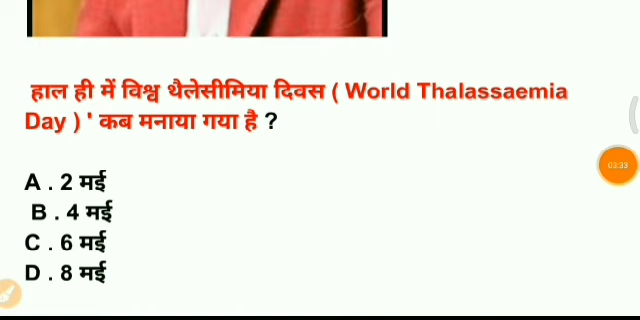 हाल ही में विश्व थैलेसीमिया दिवस ( World Thalassaemia
Day ) ' कब मनाया गया है ?
03:33
A . 2 मई
B . 4 मई
C . 6 मई
D . 8 मई